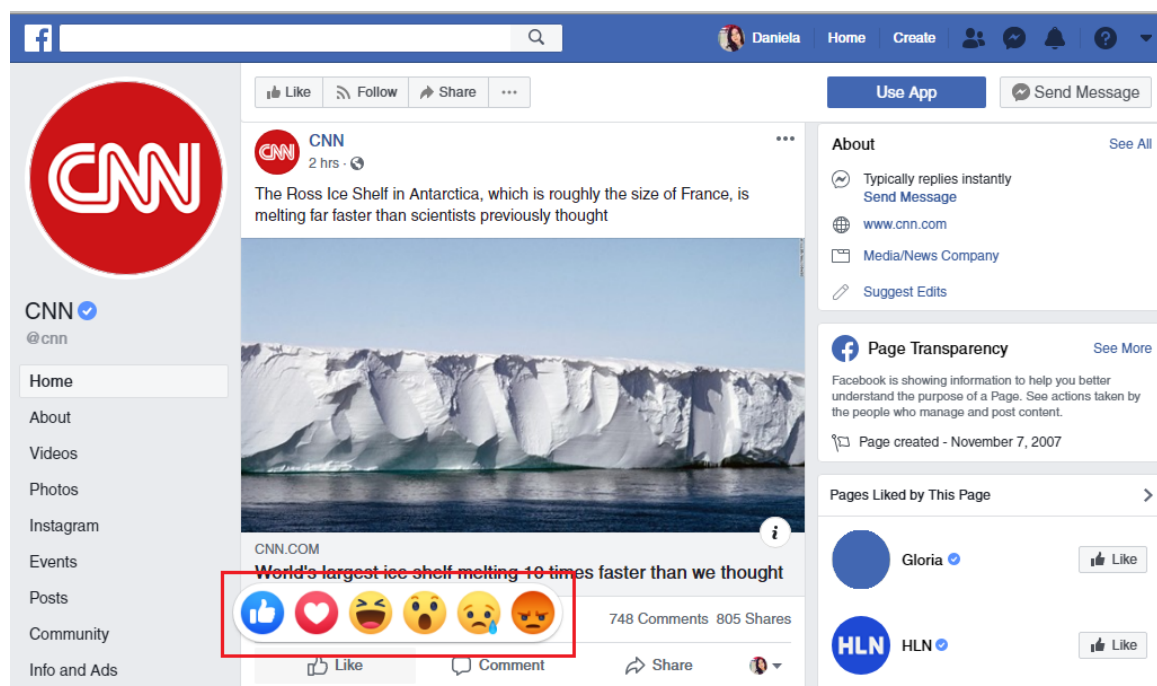 f
Daniela
Home
Create
CNN
CNN
@cnn
Home
About
Videos
Photos
Instagram
Events
Posts
Community
Info and Ads
Like
Follow
Share
...
Use App
Send Message
CNN
CNN
2 hrs ·
The Ross Ice Shelf in Antarctica, which is roughly the size of France, is
melting far faster than scientists previously thought
i
CNN.COM
World's largest ice shelf melting 10 times faster than we thought
748 Comments 805 Shares
Like
Comment
Share
About
See All
Typically replies instantly
Send Message
www.cnn.com
Media/News Company
Suggest Edits
Page Transparency
See More
Facebook is showing information to help you better
understand the purpose of a Page. See actions taken by
the people who manage and post content.
Page created - November 7, 2007
Pages Liked by This Page
Gloria
Like
HLN
HLN
Like